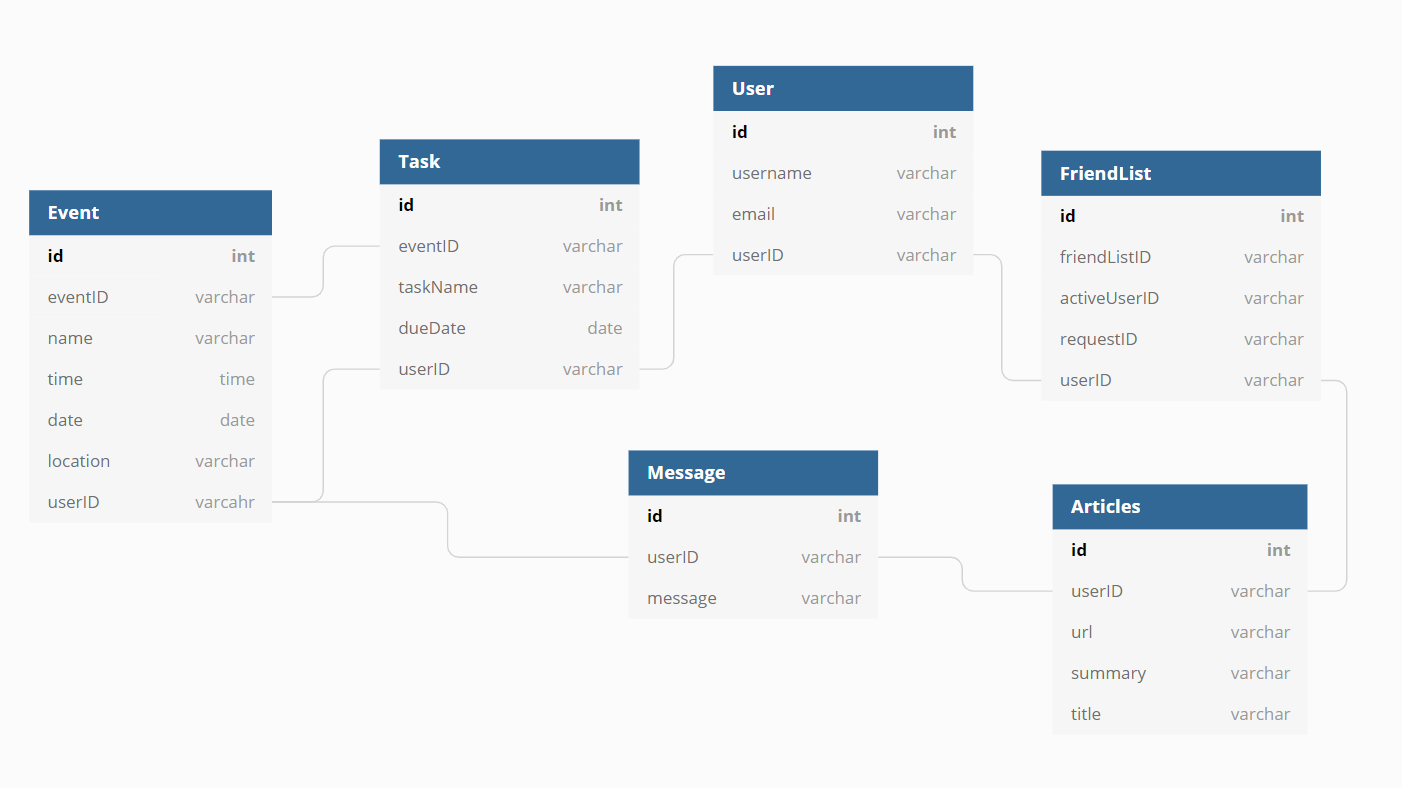 Event
id int
eventID varchar
name varchar
time time
date date
location varchar
userID varcahr
Task
id int
eventID varchar
taskName varchar
dueDate date
userID varchar
User
id int
username varchar
email varchar
userID varchar
FriendList
id int
friendListID varchar
activeUserID varchar
requestID varchar
userID varchar
Message
id int
userID varchar
message varchar
Articles
id int
userID varchar
url varchar
summary varchar
title varchar